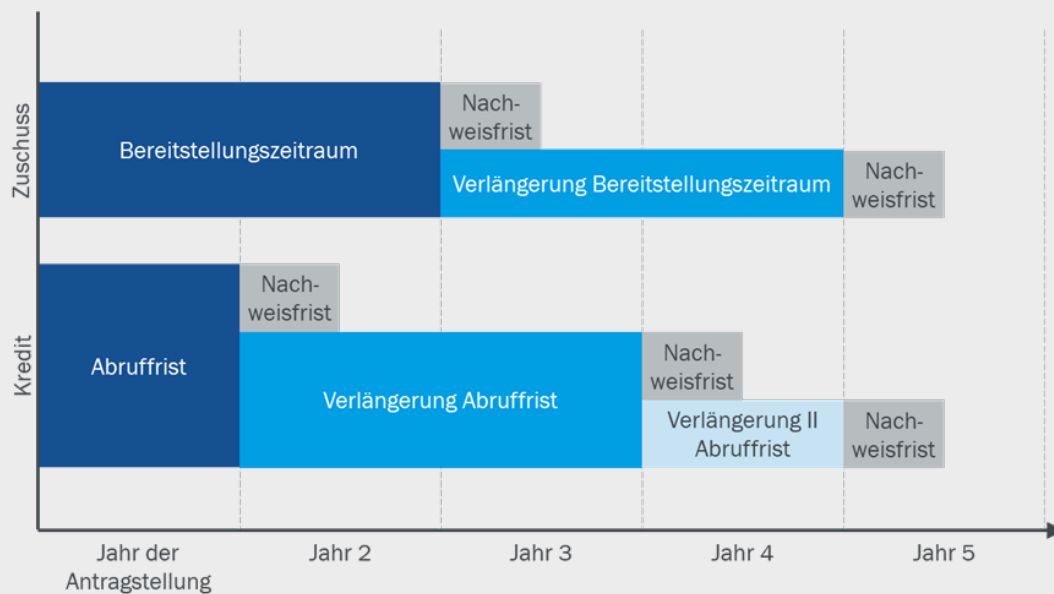 Zuschuss
Bereitstellungszeitraum
Nach-
weisfrist
Verlängerung Bereitstellungszeitraum
Nach-
weisfrist
Kredit
Abruffrist
Nach-
weisfrist
Verlängerung Abruffrist
Nach-
weisfrist
Verlängerung II
Abruffrist
Nach-
weisfrist
Jahr der
Antragstellung
Jahr 2
Jahr 3
Jahr 4
Jahr 5